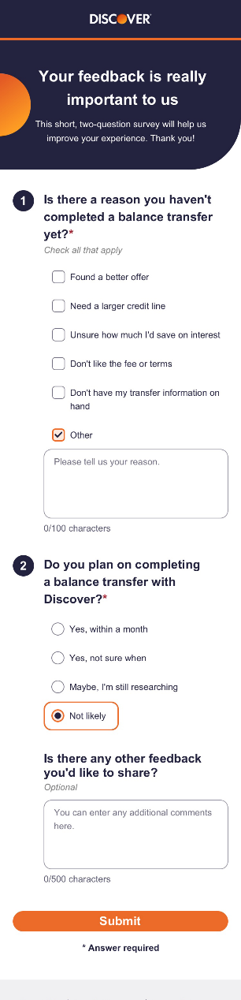 DISCOVER
Your feedback is really
important to us
This short, two-question survey will help us
improve your experience. Thank you!
1
Is there a reason you haven't
completed a balance transfer
yet?*
Check all that apply
Found a better offer
Need a larger credit line
Unsure how much I'd save on interest
Don't like the fee or terms
Don't have my transfer information on
hand
Other
Please tell us your reason.
0/100 characters
2
Do you plan on completing
a balance transfer with
Discover?*
Yes, within a month
Yes, not sure when
Maybe, I'm still researching
Not likely
Is there any other feedback
you'd like to share?
Optional
You can enter any additional comments
here.
0/500 characters
Submit
* Answer required